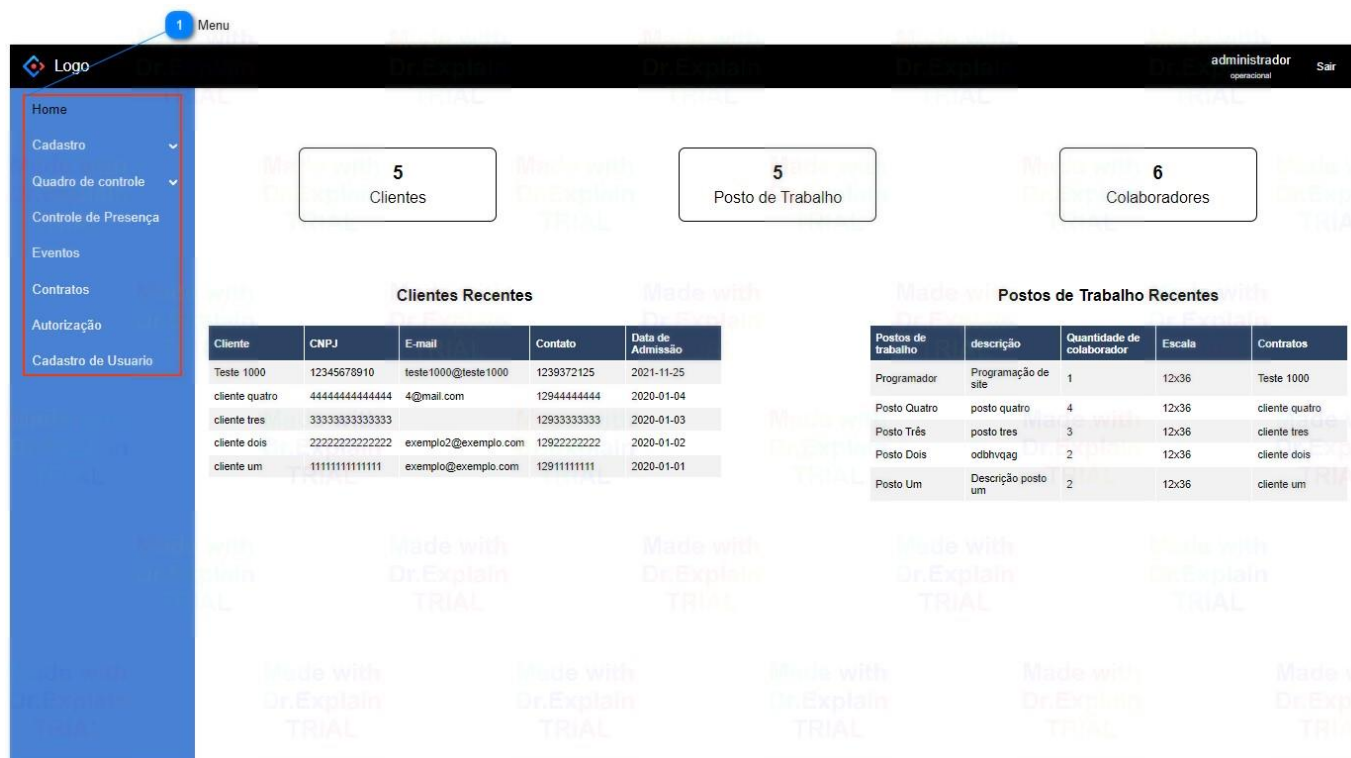 1 Menu
Logo
administrador
operacional
Sair
Home
Cadastro
Quadro de controle
Controle de Presença
Eventos
Contratos
Autorização
Cadastro de Usuario
5
Clientes
5
Posto de Trabalho
6
Colaboradores
Clientes Recentes
Cliente CNPJ E-mail Contato Data de Admissão
Teste 1000 12345678910 teste1000@teste1000 1239372125 2021-11-25
cliente quatro 44444444444444 4@mail.com 12944444444 2020-01-04
cliente tres 33333333333333 12933333333 2020-01-03
cliente dois 22222222222222 exemplo2@exemplo.com 12922222222 2020-01-02
cliente um 11111111111111 exemplo@exemplo.com 12911111111 2020-01-01
Postos de Trabalho Recentes
Postos de trabalho descrição Quantidade de colaborador Escala Contratos
Programador Programação de site 1 12x36 Teste 1000
Posto Quatro posto quatro 4 12x36 cliente quatro
Posto Três posto tres 3 12x36 cliente tres
Posto Dois odbhvqag 2 12x36 cliente dois
Posto Um Descrição posto um 2 12x36 cliente um
Made with
Dr.Explain
TRIAL